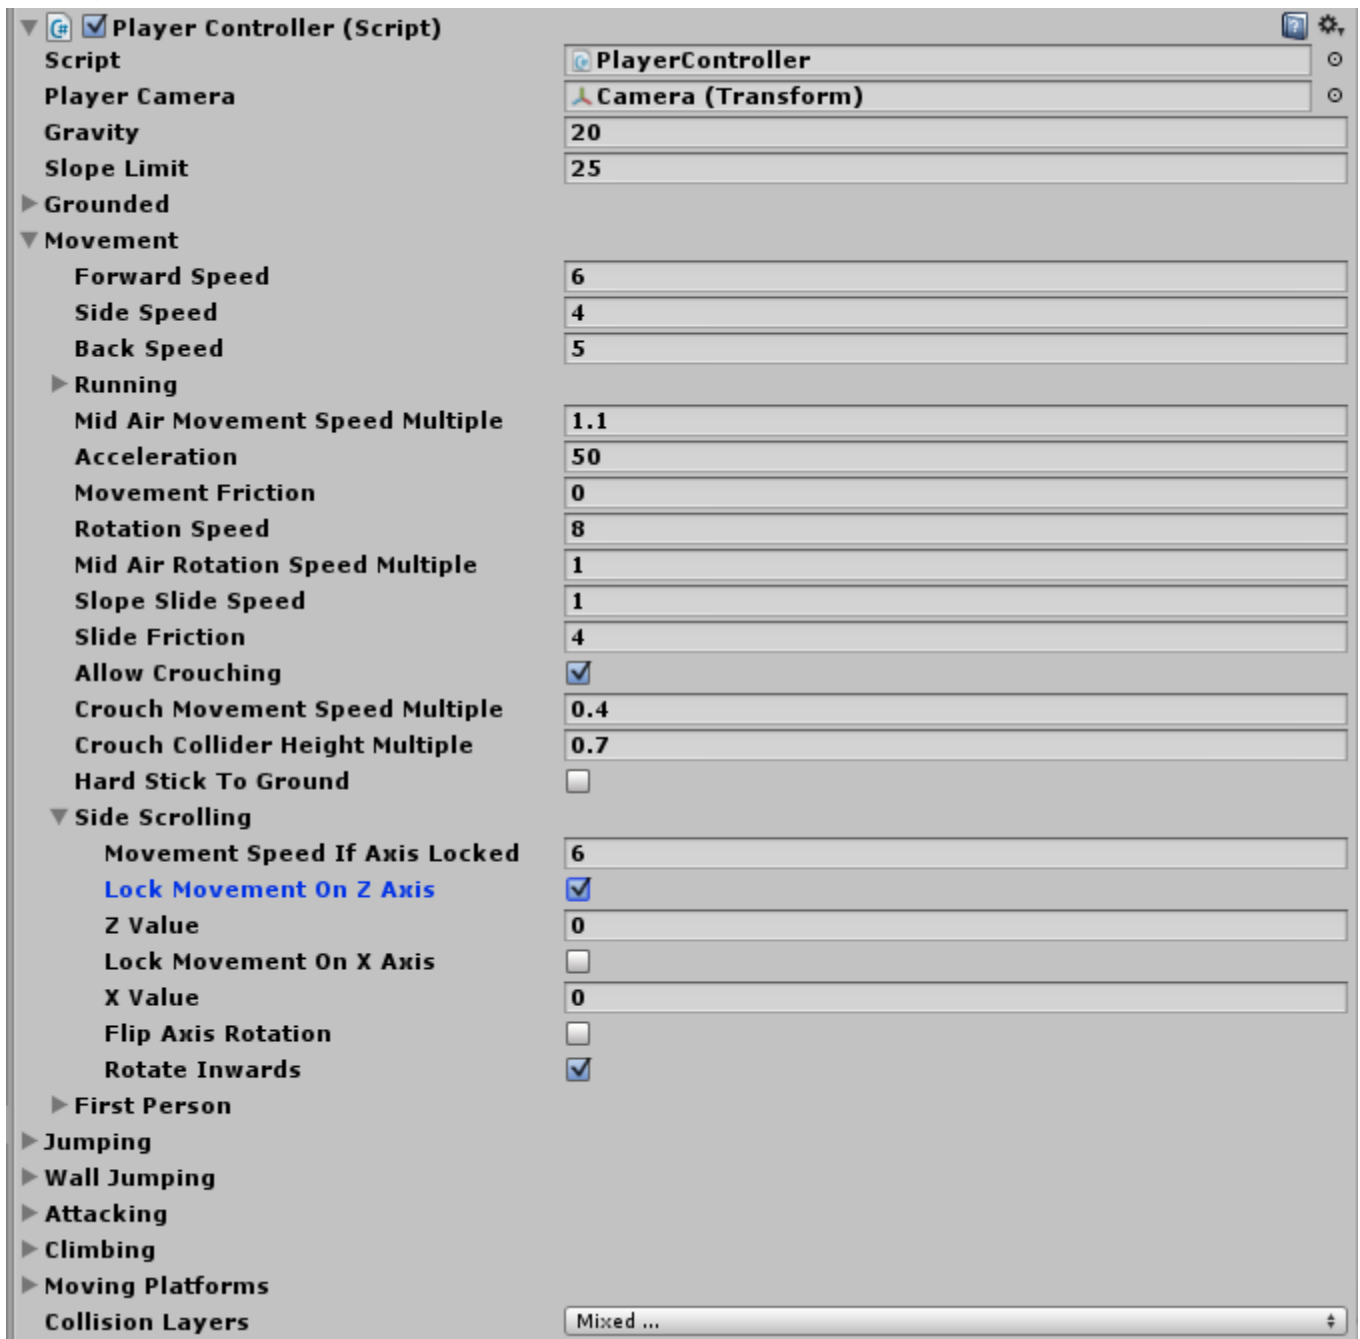 Player Controller (Script)
Script PlayerController
Player Camera Camera (Transform)
Gravity 20
Slope Limit 25
Grounded
Movement
Forward Speed 6
Side Speed 4
Back Speed 5
Running
Mid Air Movement Speed Multiple 1.1
Acceleration 50
Movement Friction 0
Rotation Speed 8
Mid Air Rotation Speed Multiple 1
Slope Slide Speed 1
Slide Friction 4
Allow Crouching
Crouch Movement Speed Multiple 0.4
Crouch Collider Height Multiple 0.7
Hard Stick To Ground
Side Scrolling
Movement Speed If Axis Locked 6
Lock Movement On Z Axis
Z Value 0
Lock Movement On X Axis
X Value 0
Flip Axis Rotation
Rotate Inwards
First Person
Jumping
Wall Jumping
Attacking
Climbing
Moving Platforms
Collision Layers Mixed ...